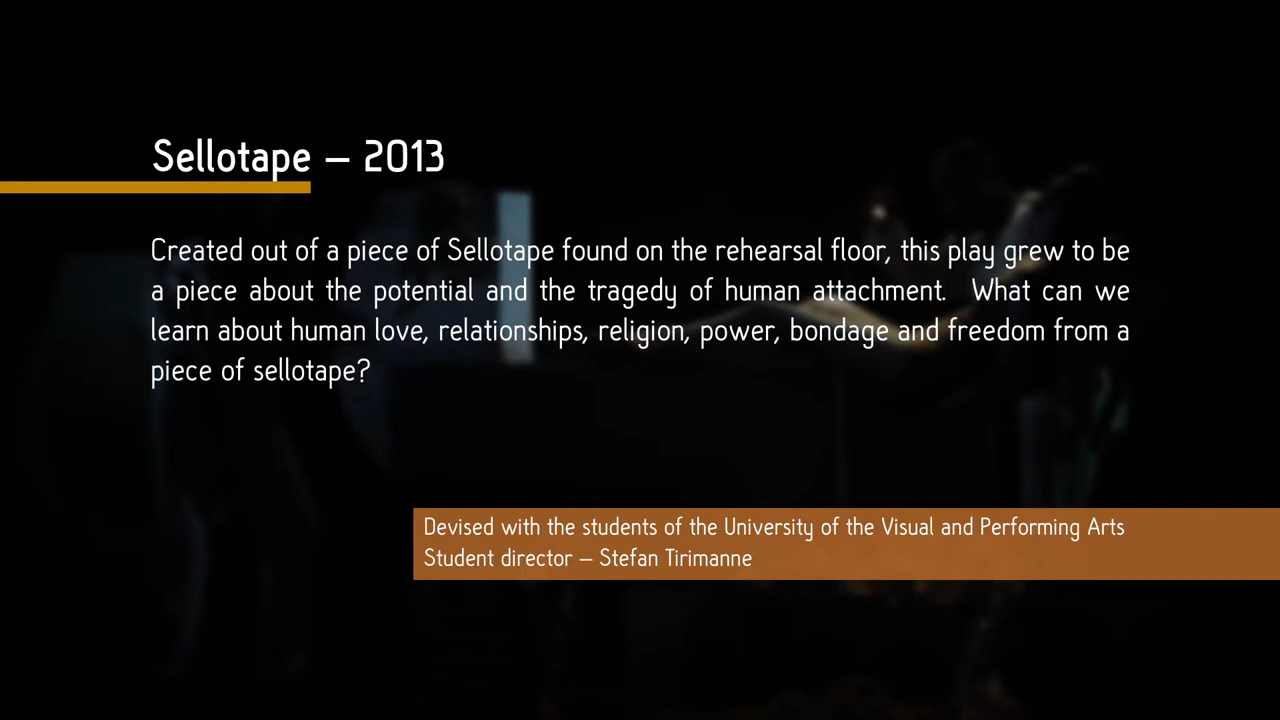 Sellotape – 2013
Created out of a piece of Sellotape found on the rehearsal floor, this play grew to be
a piece about the potential and the tragedy of human attachment.  What can we
learn about human love, relationships, religion, power, bondage and freedom from a
piece of sellotape?
Devised with the students of the University of the Visual and Performing Arts
Student director – Stefan Tirimanne